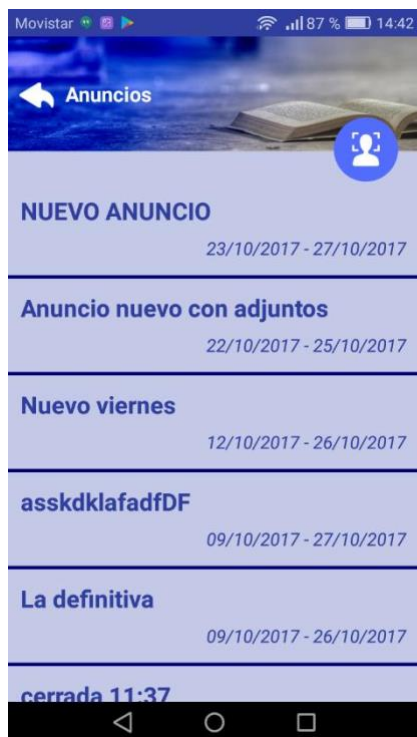 Movistar 87 % 14:42
Anuncios
NUEVO ANUNCIO
23/10/2017 - 27/10/2017
Anuncio nuevo con adjuntos
22/10/2017 - 25/10/2017
Nuevo viernes
12/10/2017 - 26/10/2017
asskdklafadfDF
09/10/2017 - 27/10/2017
La definitiva
09/10/2017 - 26/10/2017
cerrada 11:37